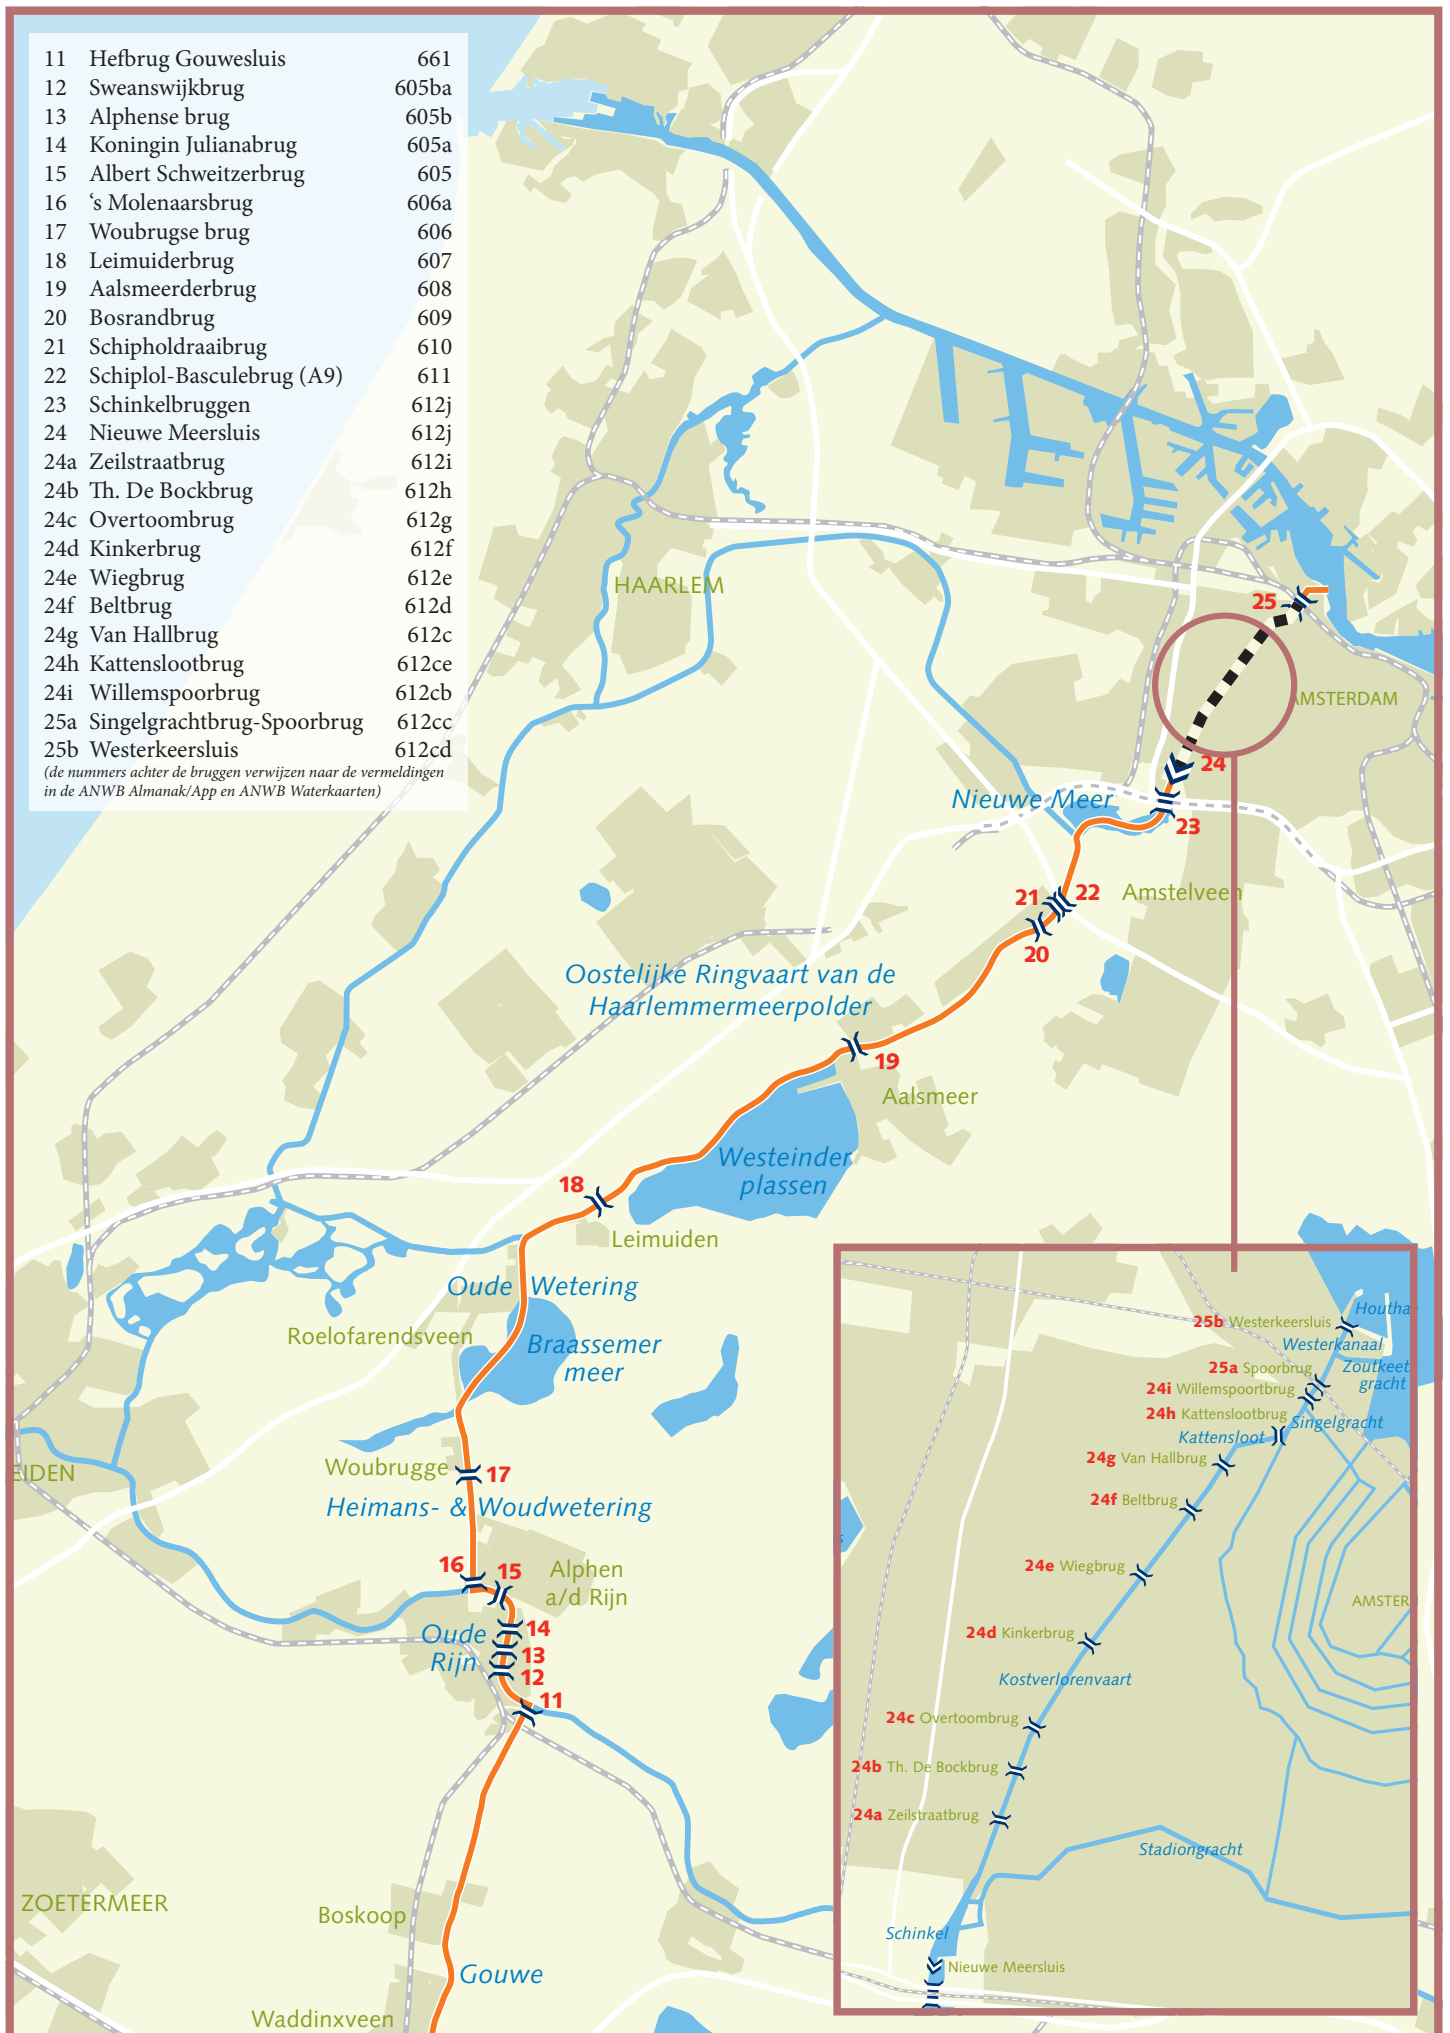 11 Hefbrug Gouwesluis 661
12 Sweanswijkbrug 605ba
13 Alphense brug 605b
14 Koningin Julianabrug 605a
15 Albert Schweitzerbrug 605
16 ‘s Molenaarsbrug 606a
17 Woubrugse brug 606
18 Leimuiderbrug 607
19 Aalsmeerderbrug 608
20 Bosrandbrug 609
21 Schipholdraaibrug 610
22 Schiplol-Basculebrug (A9) 611
23 Schinkelbruggen 612j
24 Nieuwe Meersluis 612j
24a Zeilstraatbrug 612i
24b Th. De Bockbrug 612h
24c Overtoombrug 612g
24d Kinkerbrug 612f
24e Wiegbrug 612e
24f Beltbrug 612d
24g Van Hallbrug 612c
24h Kattenslootbrug 612ce
24i Willemspoorbrug 612cb
25a Singelgrachtbrug-Spoorbrug 612cc
25b Westerkeersluis 612cd
(de nummers achter de bruggen verwijzen naar de vermeldingen
in de ANWB Almanak/App en ANWB Waterkaarten)
HAARLEM
25
AMSTERDAM
24
Nieuwe Meer
23
21
22
Amstelveen
20
Oostelijke Ringvaart van de
Haarlemmermeerpolder
19
Aalsmeer
Westeinder
plassen
18
Leimuiden
Oude Wetering
Roelofarendsveen
Braassemer
meer
EIDEN
Woubrugge
17
Heimans- & Woudwetering
16
15
Alphen
a/d Rijn
Oude
Rijn
14
13
12
11
ZOETERMEER
Boskoop
Gouwe
Waddinxveen
Houtha
25b Westerkeersluis
Westerkanaal
25a Spoorbrug
Zoutkeet
gracht
24i Willemspoortbrug
24h Kattenslootbrug
Singelgracht
Kattensloot
24g Van Hallbrug
24f Beltbrug
24e Wiegbrug
AMSTER
24d Kinkerbrug
Kostverlorenvaart
24c Overtoombrug
24b Th. De Bockbrug
24a Zeilstraatbrug
Stadiongracht
Schinkel
Nieuwe Meersluis